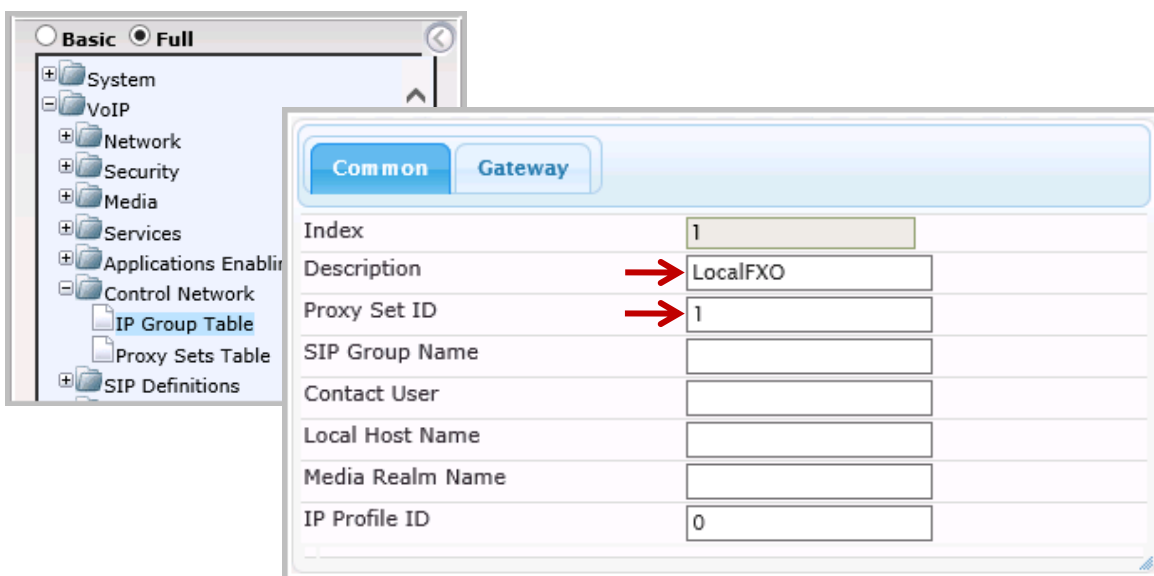 Basic Full
System
VoIP
Network
Security
Media
Services
Applications Enablin
Control Network
IP Group Table
Proxy Sets Table
SIP Definitions
Common Gateway
Index 1
Description LocalFXO
Proxy Set ID 1
SIP Group Name
Contact User
Local Host Name
Media Realm Name
IP Profile ID 0